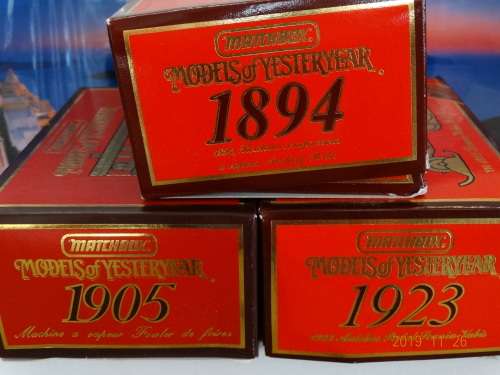 MATCHBOX
MODELS of YESTERYEAR
1894
MATCHBOX
MODELS of YESTERYEAR
1905
Machine a vapeur Fowler de foires
MATCHBOX
MODELS of YESTERYEAR
1923
2019 11 26